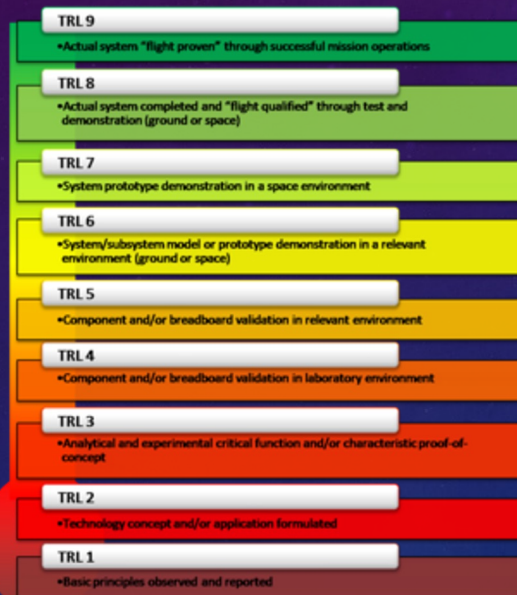 TRL 9
•Actual system "flight proven" through successful mission operations
TRL 8
•Actual system completed and "flight qualified" through test and
demonstration (ground or space)
TRL 7
•System prototype demonstration in a space environment
TRL 6
•System/subsystem model or prototype demonstration in a relevant
environment (ground or space)
TRL 5
•Component and/or breadboard validation in relevant environment
TRL 4
•Component and/or breadboard validation in laboratory environment
TRL 3
•Analytical and experimental critical function and/or characteristic proof-of-
concept
TRL 2
•Technology concept and/or application formulated
TRL 1
•Basic principles observed and reported